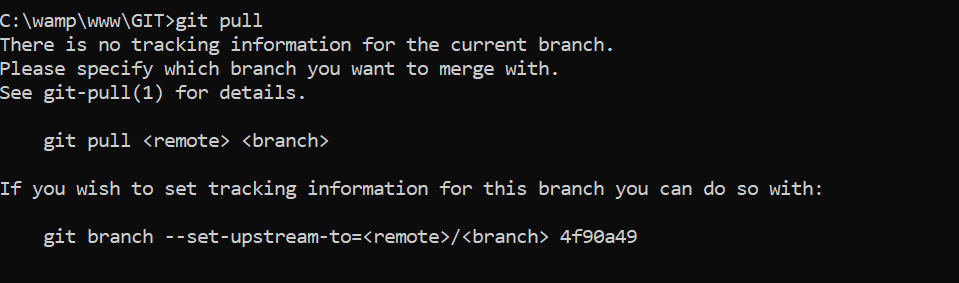 C:\wamp\www\GIT>git pull
There is no tracking information for the current branch.
Please specify which branch you want to merge with.
See git-pull(1) for details.
git pull <remote> <branch>
If you wish to set tracking information for this branch you can do so with:
git branch --set-upstream-to=<remote>/<branch> 4f90a49